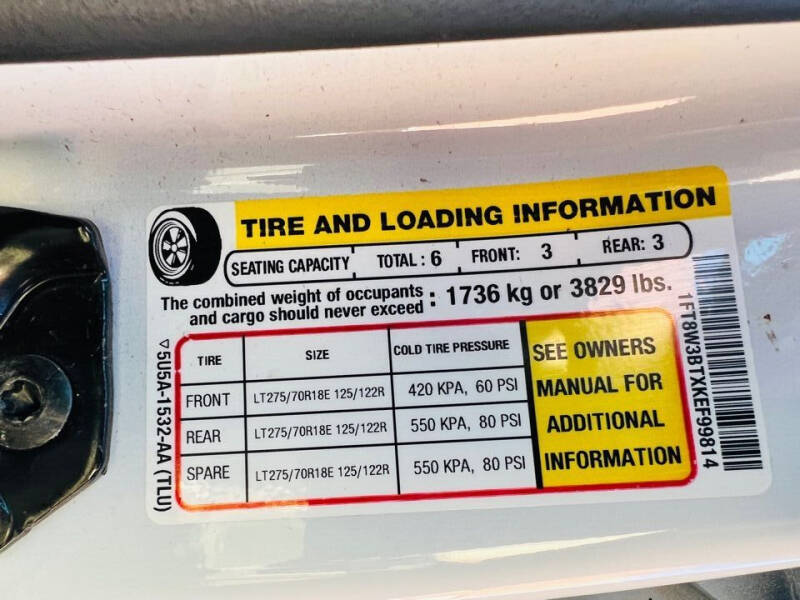 TIRE AND LOADING INFORMATION
SEATING CAPACITY TOTAL : 6 FRONT: 3 REAR: 3
The combined weight of occupants
and cargo should never exceed : 1736 kg or 3829 lbs.
TIRE SIZE COLD TIRE PRESSURE
FRONT LT275/70R18E 125/122R 420 KPA, 60 PSI
REAR LT275/70R18E 125/122R 550 KPA, 80 PSI
SPARE LT275/70R18E 125/122R 550 KPA, 80 PSI
SEE OWNERS
MANUAL FOR
ADDITIONAL
INFORMATION
▽5U5A-1532-AA (TLU)
1FT8W3BTXKEF99814